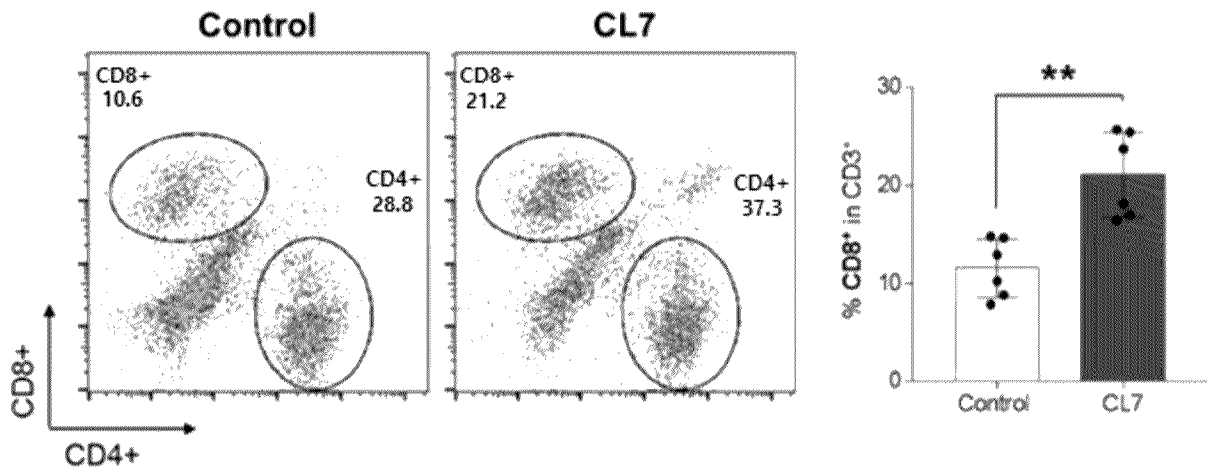 Control
CL7
CD8+
10.6
CD4+
28.8
CD8+
21.2
CD4+
37.3
CD8+
CD4+
**
% CD8⁺ in CD3⁺
30
20
10
0
Control
CL7